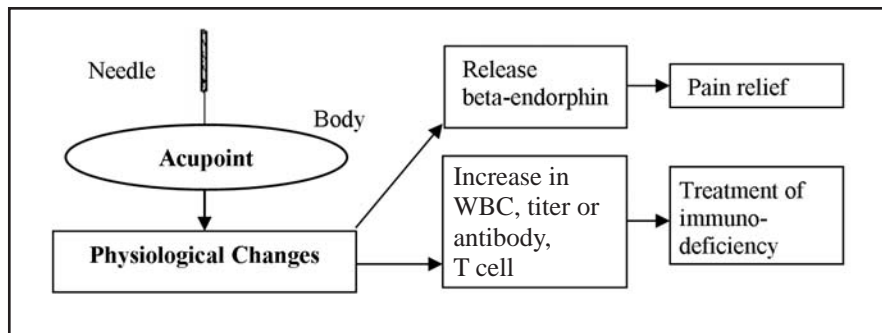 Needle
Body
Acupoint
Physiological Changes
Release
beta-endorphin
Pain relief
Increase in
WBC, titer or
antibody,
T cell
Treatment of
immuno-
deficiency